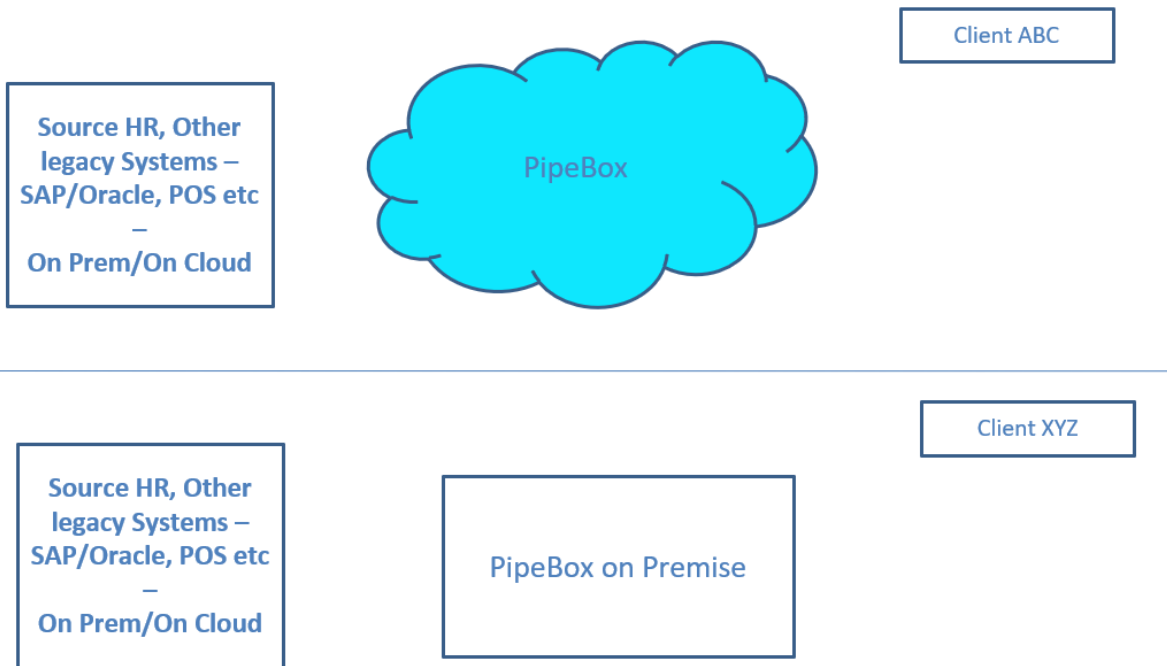 Client ABC
Source HR, Other
legacy Systems –
SAP/Oracle, POS etc
–
On Prem/On Cloud
PipeBox
Client XYZ
Source HR, Other
legacy Systems –
SAP/Oracle, POS etc
–
On Prem/On Cloud
PipeBox on Premise